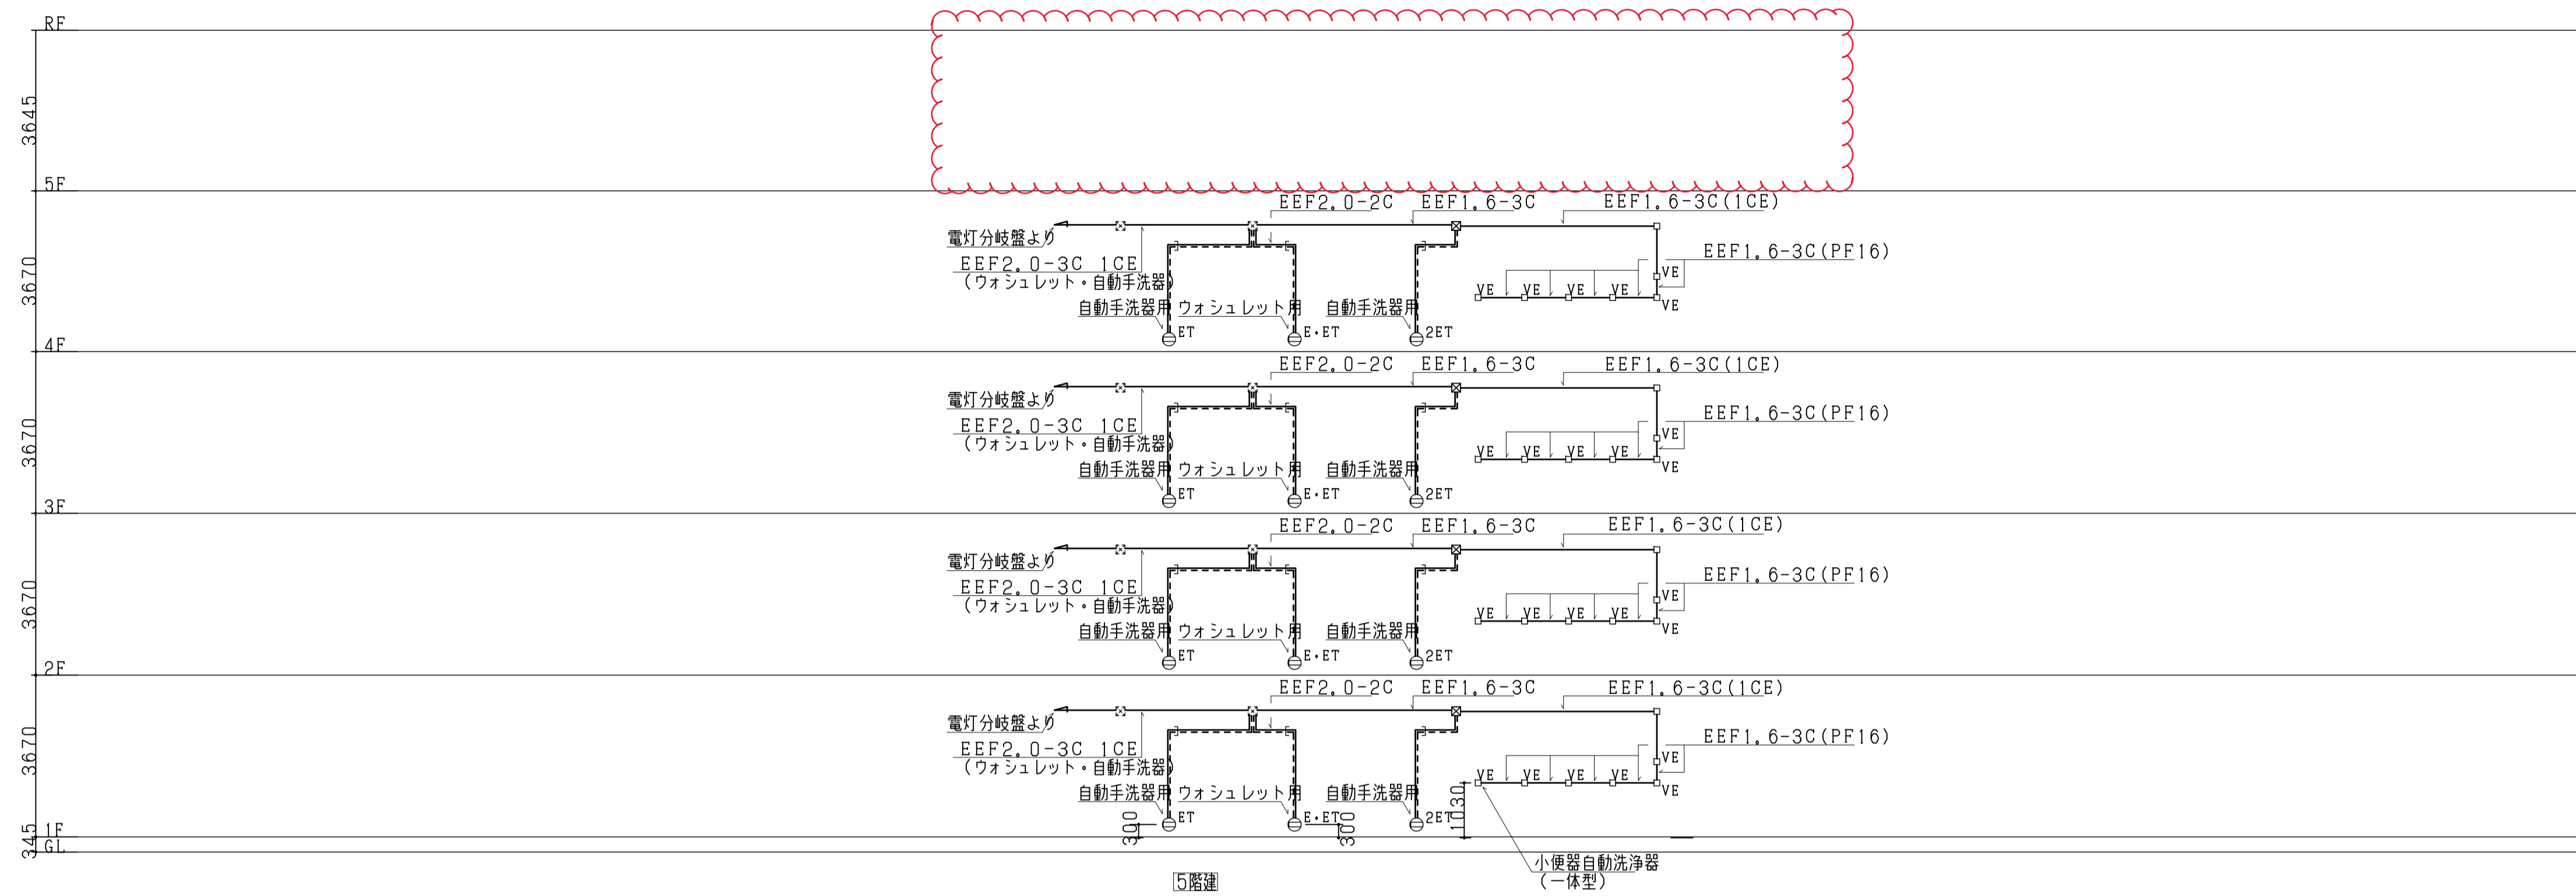 RF
3645
5F
EEF2.0-2C
EEF1.6-3C
EEF1.6-3C(1CE)
電灯分岐盤より
EEF2.0-3C 1CE
(ウォシュレット・自動手洗器)
EEF1.6-3C(PF16)
3670
VE
VE VE VE VE
VE
自動手洗器用 ウォシュレット用 自動手洗器用
ET E・ET 2ET
4F
EEF2.0-2C
EEF1.6-3C
EEF1.6-3C(1CE)
電灯分岐盤より
EEF2.0-3C 1CE
(ウォシュレット・自動手洗器)
EEF1.6-3C(PF16)
3670
VE
VE VE VE VE
VE
自動手洗器用 ウォシュレット用 自動手洗器用
ET E・ET 2ET
3F
EEF2.0-2C
EEF1.6-3C
EEF1.6-3C(1CE)
電灯分岐盤より
EEF2.0-3C 1CE
(ウォシュレット・自動手洗器)
EEF1.6-3C(PF16)
3670
VE
VE VE VE VE
VE
自動手洗器用 ウォシュレット用 自動手洗器用
ET E・ET 2ET
2F
EEF2.0-2C
EEF1.6-3C
EEF1.6-3C(1CE)
電灯分岐盤より
EEF2.0-3C 1CE
(ウォシュレット・自動手洗器)
EEF1.6-3C(PF16)
3670
VE
VE VE VE VE
VE
自動手洗器用 ウォシュレット用 自動手洗器用
ET E・ET 2ET
300
300
1030
1F
345
GL
小便器自動洗浄器
(一体型)
5階建